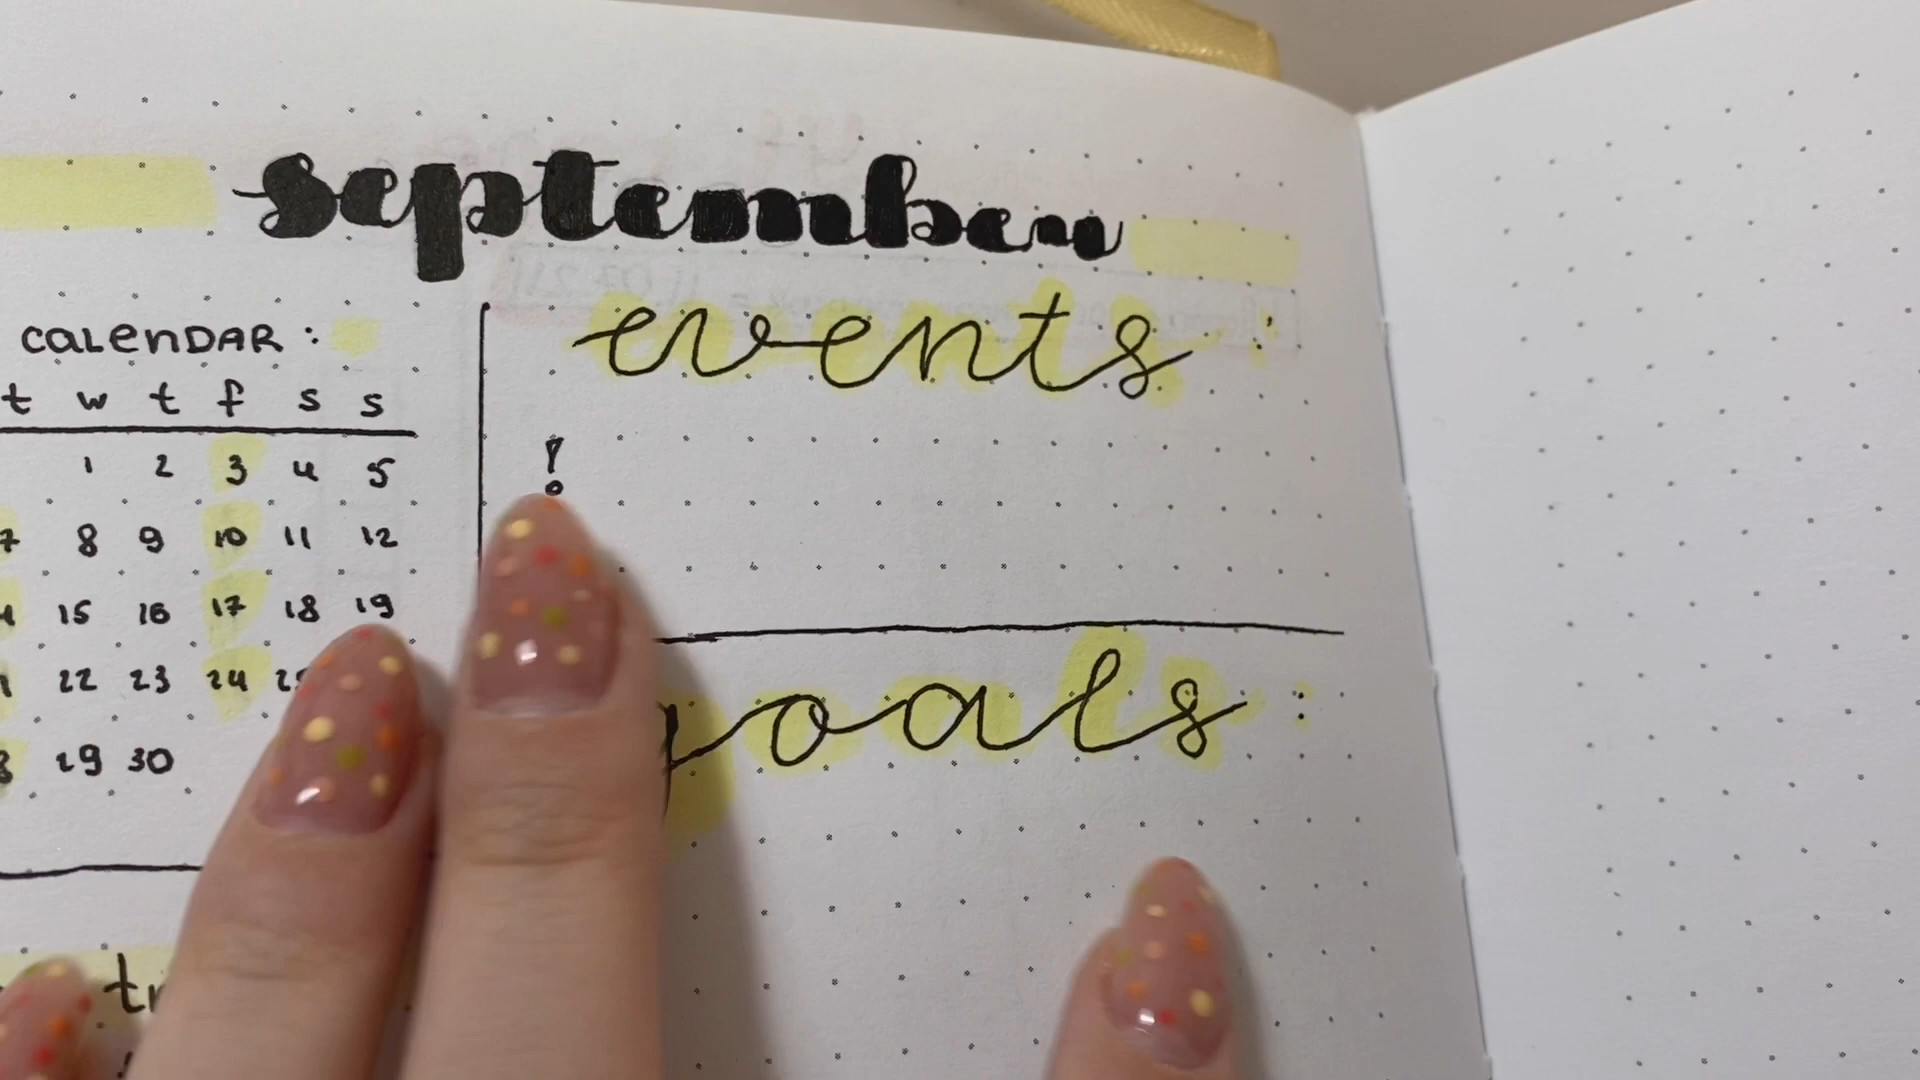 september
CALENDAR :
t w t f s s
1 2 3 4 5
7 8 9 10 11 12
15 16 17 18 19
22 23 24
29 30
events :
!
goals :